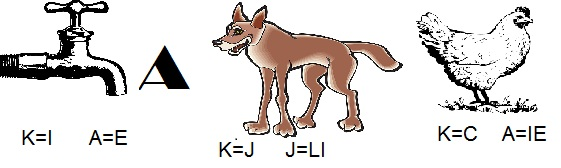 A
K=I A=E
K=J J=LI
K=C A=IE